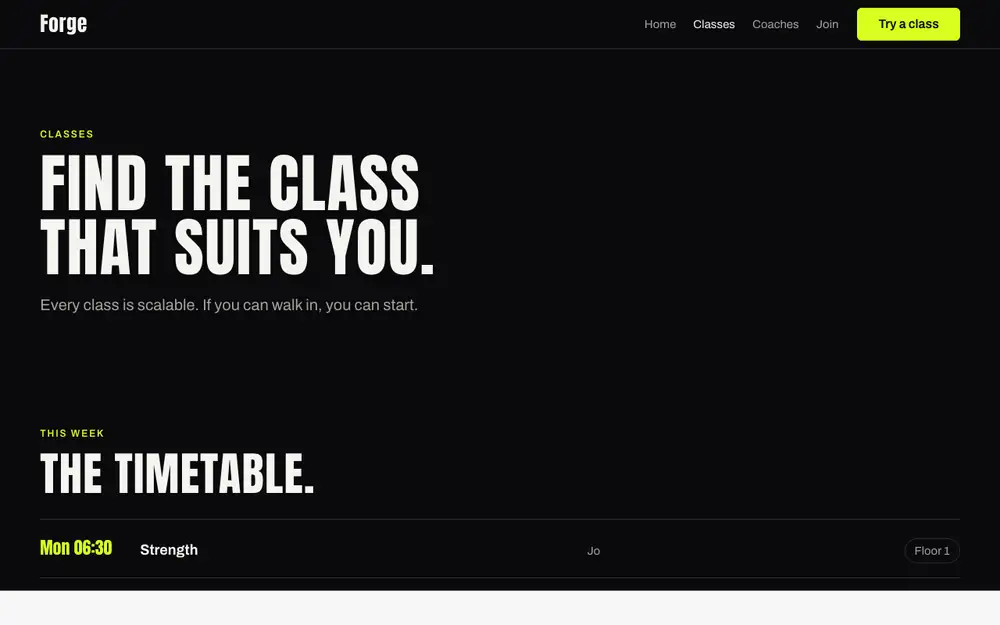 Forge
Home Classes Coaches Join Try a class
CLASSES
FIND THE CLASS
THAT SUITS YOU.
Every class is scalable. If you can walk in, you can start.
THIS WEEK
THE TIMETABLE.
Mon 06:30 Strength Jo Floor 1